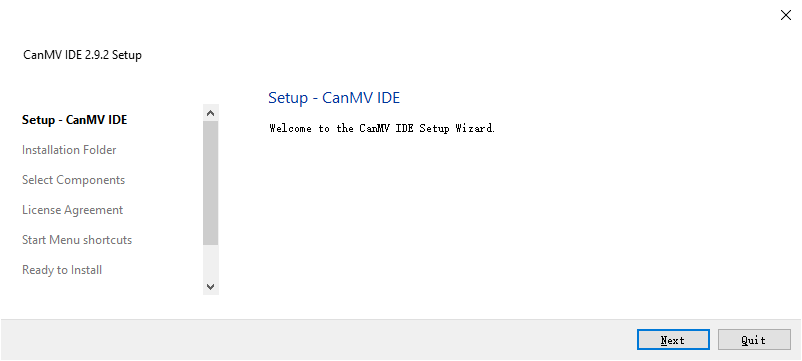 CanMV IDE 2.9.2 Setup
Setup - CanMV IDE
Installation Folder
Select Components
License Agreement
Start Menu shortcuts
Ready to Install
Setup - CanMV IDE
Welcome to the CanMV IDE Setup Wizard.
Next
Quit